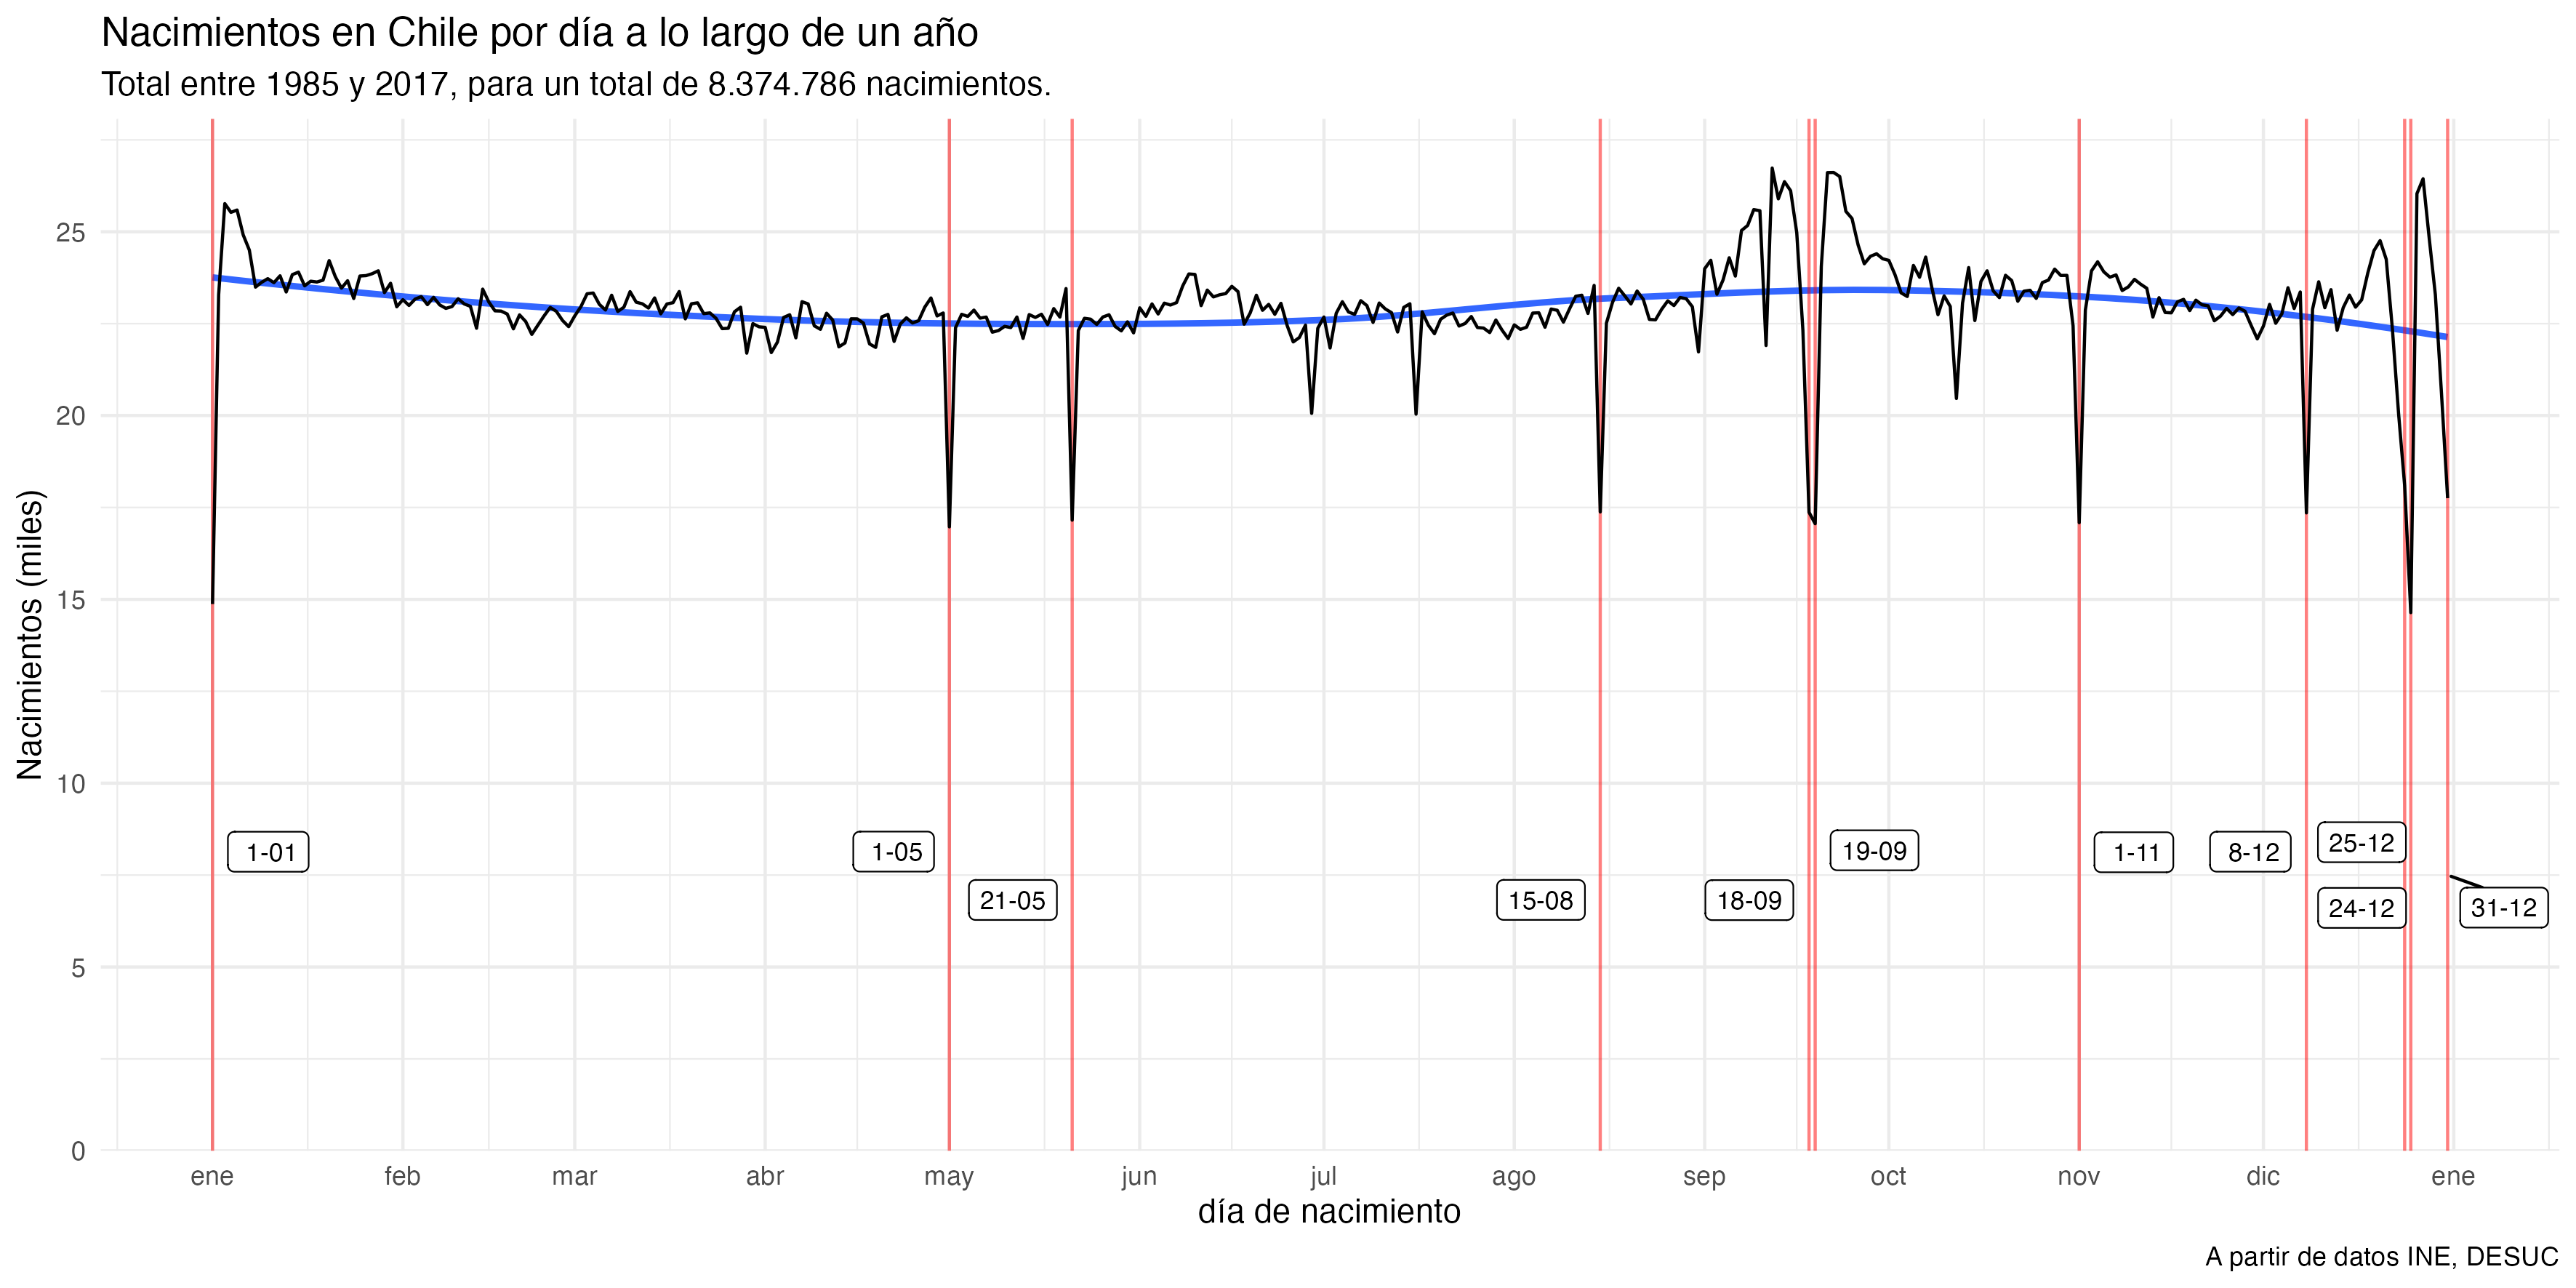 Nacimientos en Chile por día a lo largo de un año
Total entre 1985 y 2017, para un total de 8.374.786 nacimientos.
Nacimientos (miles)
25
20
15
10
5
0
1-01
1-05
21-05
15-08
18-09
19-09
1-11
8-12
25-12
24-12
31-12
ene feb mar abr may jun jul ago sep oct nov dic ene
día de nacimiento
A partir de datos INE, DESUC